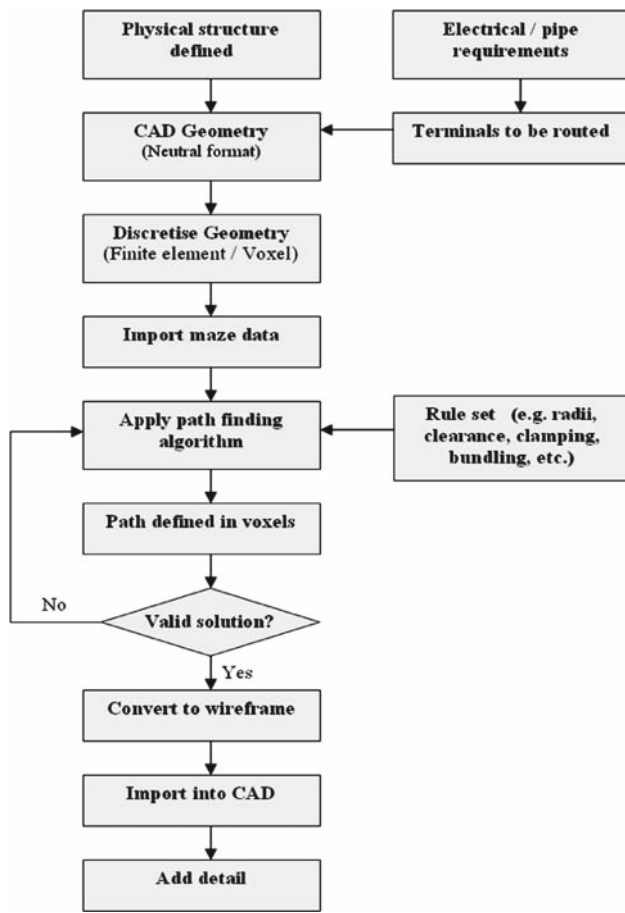 Physical structure
defined
Electrical / pipe
requirements
CAD Geometry
(Neutral format)
Terminals to be routed
Discretise Geometry
(Finite element / Voxel)
Import maze data
Apply path finding
algorithm
Rule set (e.g. radii,
clearance, clamping,
bundling, etc.)
Path defined in voxels
No
Valid solution?
Yes
Convert to wireframe
Import into CAD
Add detail